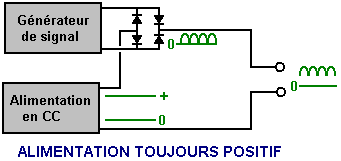 Générateur
de signal
0
0
Alimentation
en CC
+
0
ALIMENTATION TOUJOURS POSITIF